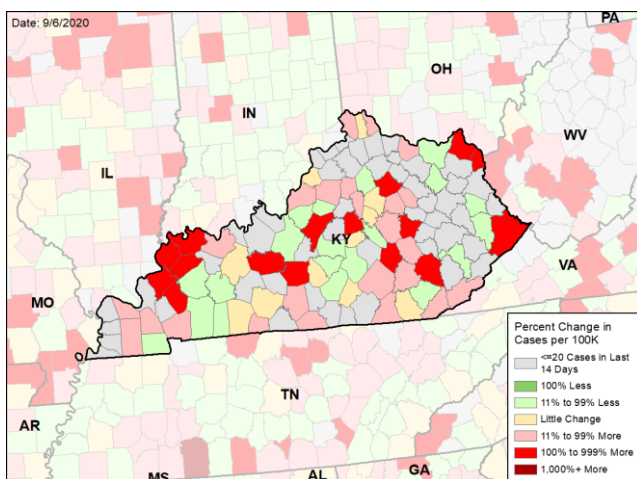 Date: 9/6/2020
PA
OH
IN
WV
IL
KY
VA
MO
Percent Change in
Cases per 100K
<=20 Cases in Last
14 Days
100% Less
11% to 99% Less
Little Change
11% to 99% More
100% to 999% More
1,000%+ More
TN
AR
MS
AL
GA